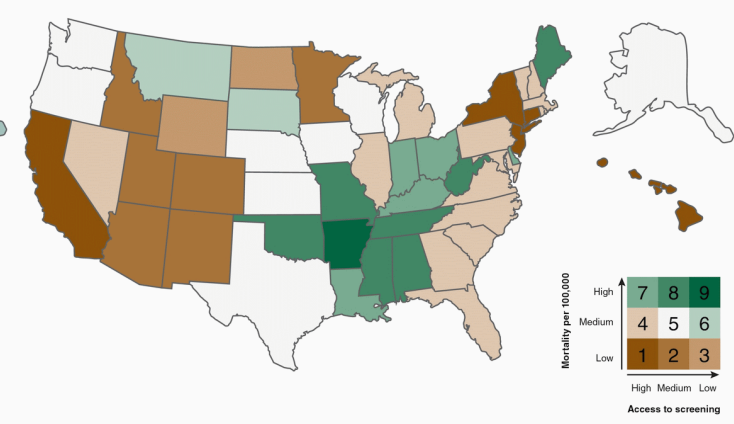 Mortality per 100,000
High
7 8 9
Medium
4 5 6
Low
1 2 3
High Medium Low
Access to screening